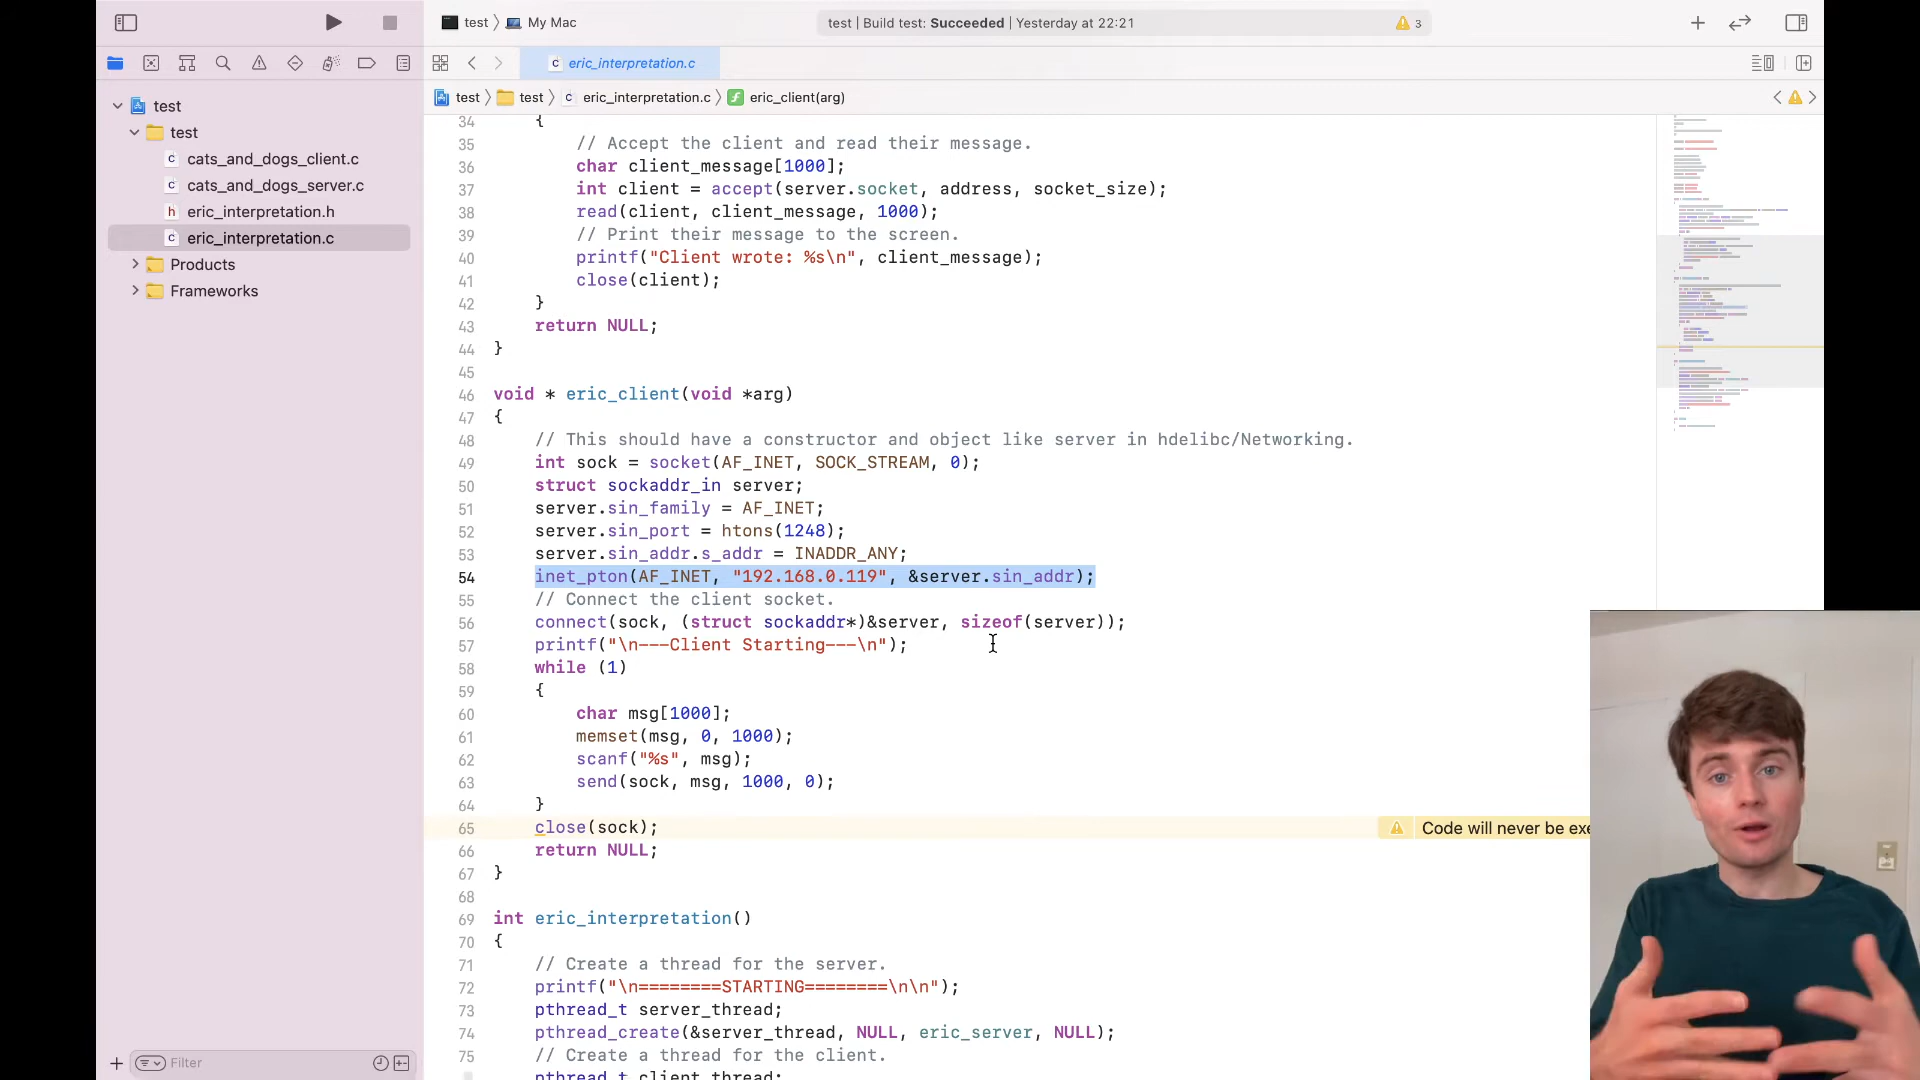 test 〉 My Mac
test | Build test: Succeeded | Yesterday at 22:21
3
eric_interpretation.c
test 〉 test 〉 eric_interpretation.c 〉 eric_client(arg)
test
test
cats_and_dogs_client.c
cats_and_dogs_server.c
eric_interpretation.h
eric_interpretation.c
Products
Frameworks
Filter
34 {
35 // Accept the client and read their message.
36 char client_message[1000];
37 int client = accept(server.socket, address, socket_size);
38 read(client, client_message, 1000);
39 // Print their message to the screen.
40 printf("Client wrote: %s\n", client_message);
41 close(client);
42 }
43 return NULL;
44 }
45
46 void * eric_client(void *arg)
47 {
48 // This should have a constructor and object like server in hdelibc/Networking.
49 int sock = socket(AF_INET, SOCK_STREAM, 0);
50 struct sockaddr_in server;
51 server.sin_family = AF_INET;
52 server.sin_port = htons(1248);
53 server.sin_addr.s_addr = INADDR_ANY;
54 inet_pton(AF_INET, "192.168.0.119", &server.sin_addr);
55 // Connect the client socket.
56 connect(sock, (struct sockaddr*)&server, sizeof(server));
57 printf("\n---Client Starting---\n");
58 while (1)
59 {
60 char msg[1000];
61 memset(msg, 0, 1000);
62 scanf("%s", msg);
63 send(sock, msg, 1000, 0);
64 }
65 close(sock); Code will never be exe
66 return NULL;
67 }
68
69 int eric_interpretation()
70 {
71 // Create a thread for the server.
72 printf("\n========STARTING========\n\n");
73 pthread_t server_thread;
74 pthread_create(&server_thread, NULL, eric_server, NULL);
75 // Create a thread for the client.
pthread_t client_thread;